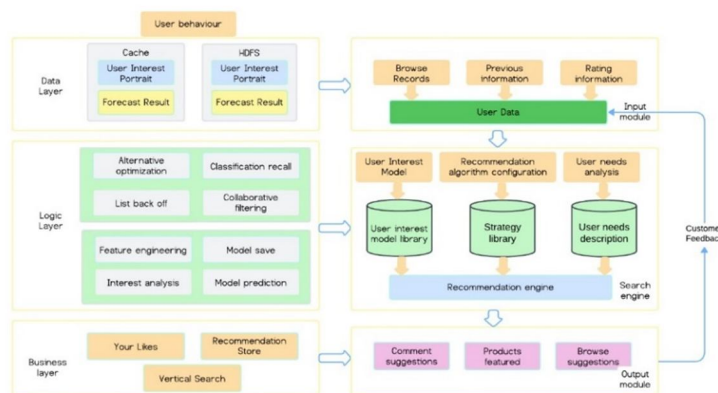 User behaviour
Cache
HDFS
User Interest
Portrait
User Interest
Portrait
Data
Layer
Forecast Result
Forecast Result
Browse
Records
Previous
information
Rating
information
User Data
Input
module
Alternative
optimization
Classification recall
List back off
Collaborative
filtering
Logic
Layer
Feature engineering
Model save
Interest analysis
Model prediction
User Interest
Model
Recommendation
algorithm configuration
User needs
analysis
User interest
model library
Strategy
library
User needs
description
Recommendation engine
Search
engine
Customer
Feedback
Your Likes
Recommendation
Store
Business
layer
Vertical Search
Comment
suggestions
Products
featured
Browse
suggestions
Output
module